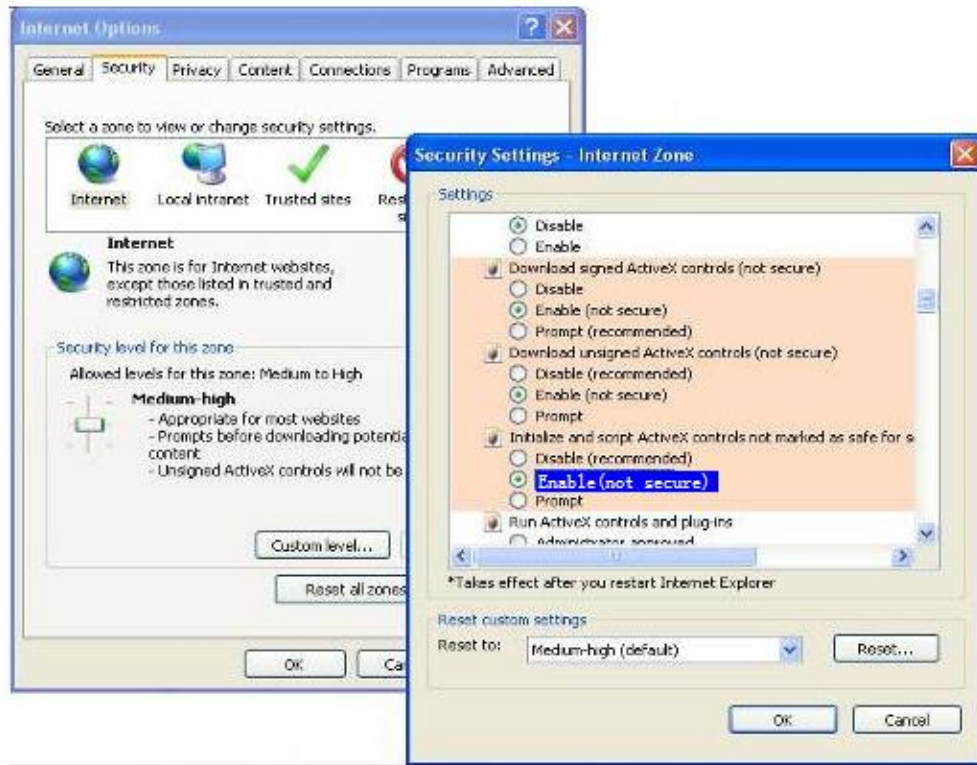 Internet Options
General Security Privacy Content Connections Programs Advanced
Select a zone to view or change security settings.
Internet Local intranet Trusted sites
Internet
This zone is for Internet websites,
except those listed in trusted and
restricted zones.
Security level for this zone
Allowed levels for this zone: Medium to High
Medium-high
- Appropriate for most websites
- Prompts before downloading
content
- Unsigned ActiveX controls will not be
Custom level...
Reset all zones
OK
Security Settings - Internet Zone
Settings
Disable
Enable
Download signed ActiveX controls (not secure)
Disable
Enable (not secure)
Prompt (recommended)
Download unsigned ActiveX controls (not secure)
Disable (recommended)
Enable (not secure)
Prompt
Initialize and script ActiveX controls not marked as safe for s
Disable (recommended)
Enable(not secure)
Prompt
Run ActiveX controls and plug-ins
Administrator approved
*Takes effect after you restart Internet Explorer
Reset custom settings
Reset to: Medium-high (default) Reset...
OK Cancel